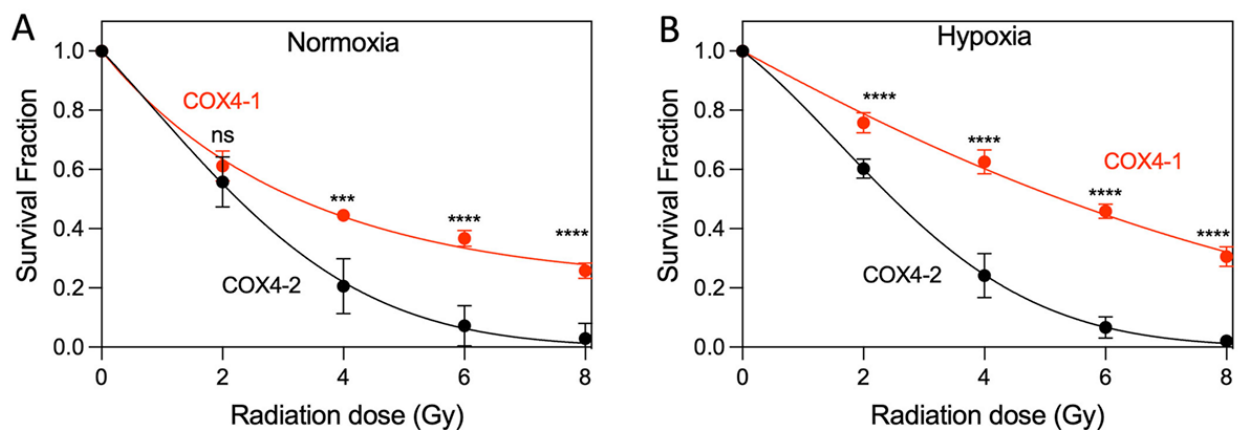 A
Normoxia
Survival Fraction
1.0
0.8
0.6
0.4
0.2
0.0
COX4-1
ns
***
****
****
COX4-2
0
2
4
6
8
Radiation dose (Gy)
B
Hypoxia
Survival Fraction
1.0
0.8
0.6
0.4
0.2
0.0
****
****
COX4-1
****
****
COX4-2
0
2
4
6
8
Radiation dose (Gy)